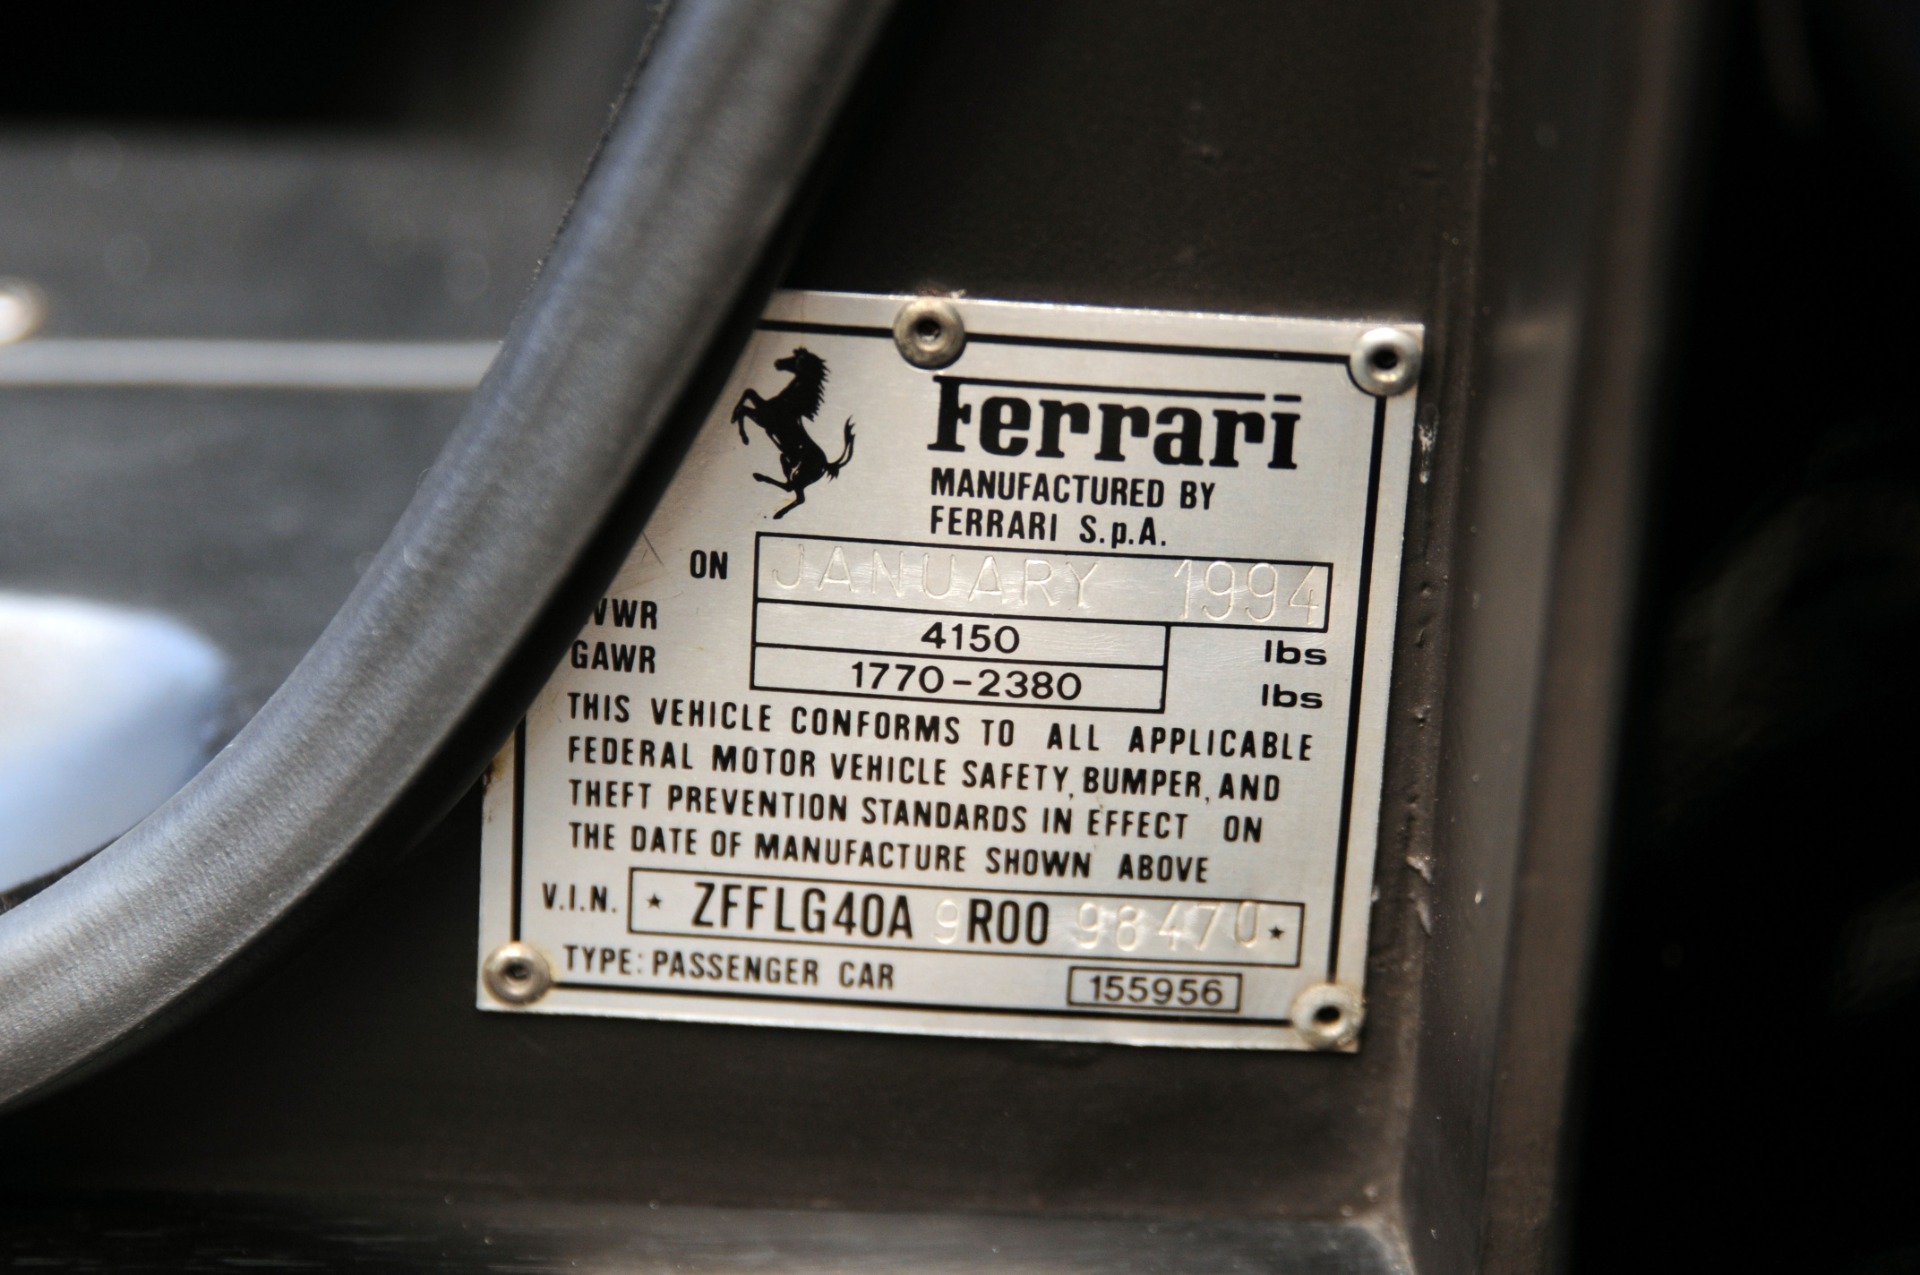 Ferrari
MANUFACTURED BY
FERRARI S.p.A.
ON JANUARY 1994
VWR 4150 lbs
GAWR 1770-2380 lbs
THIS VEHICLE CONFORMS TO ALL APPLICABLE
FEDERAL MOTOR VEHICLE SAFETY, BUMPER, AND
THEFT PREVENTION STANDARDS IN EFFECT ON
THE DATE OF MANUFACTURE SHOWN ABOVE
V.I.N. ★ ZFFLG40A 9 R00 98470 ★
TYPE: PASSENGER CAR 155956